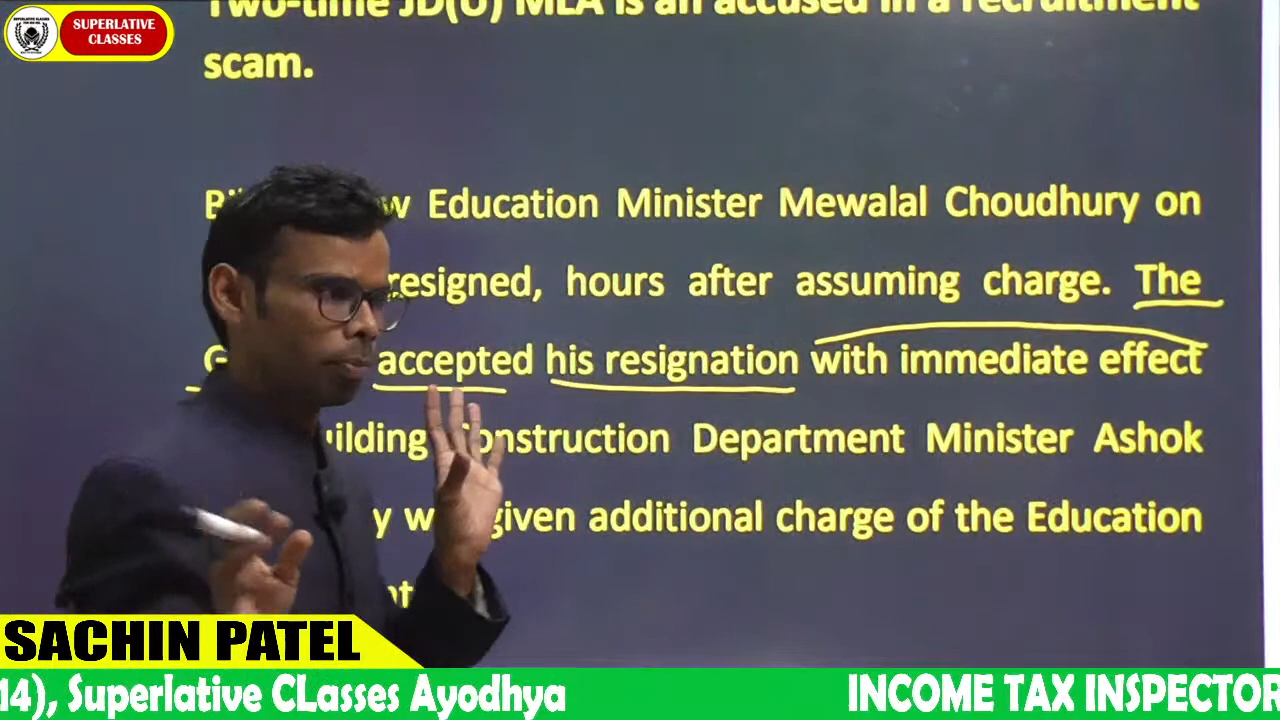 SUPERLATIVE
CLASSES
Two-time JD(U) MLA is an accused in a recruitment
scam.
Education Minister Mewalal Choudhury on
resigned, hours after assuming charge. The
accepted his resignation with immediate effect
Construction Department Minister Ashok
given additional charge of the Education
SACHIN PATEL
14), Superlative CLasses Ayodhya
INCOME TAX INSPECTOR